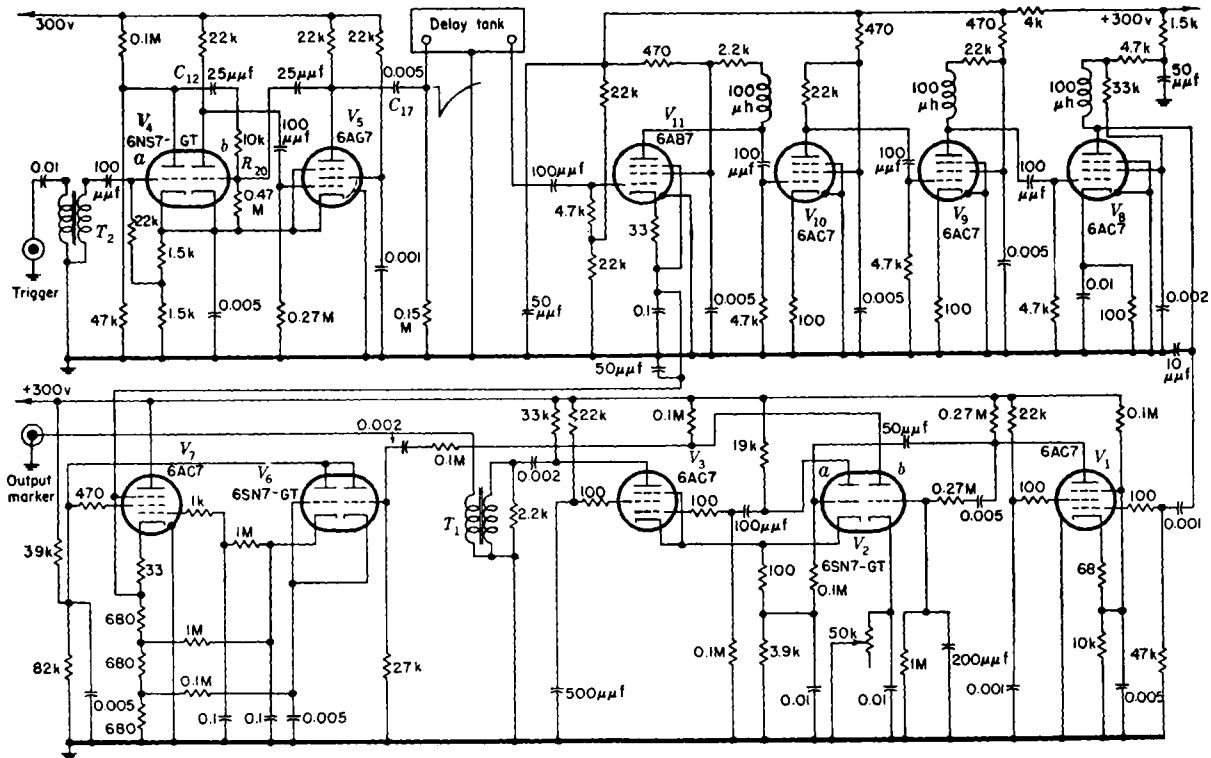 300v
0.1M
22k
22k
22k
Delay tank
470
470
4k
+300v
1.5k
C12
25μμf
25μμf
0.005
C17
470
2.2k
22k
4.7k
50
μμf
V4
6NS7-
GT
a
b
10k
R20
0.47
M
100
μμf
V5
6AG7
22k
V11
6AB7
100
μh
22k
100
μh
100
μh
33k
0.01
100
μμf
T2
22k
1.5k
1.5k
Trigger
47k
0.005
0.27M
0.001
0.15
M
100μμf
4.7k
22k
50
μμf
33
0.1
50μμf
0.005
100
μμf
4.7k
V10
6AC7
100
100
μμf
0.005
4.7k
V9
6AC7
100
0.005
100
μμf
4.7k
V8
6AC7
0.01
100
0.002
10
μμf
+300v
Output
marker
V7
6AC7
470
V6
6SN7-GT
1k
1M
39k
33
680
680
680
82k
0.005
1M
0.1M
0.1
0.1
0.005
27k
0.002
0.1M
T1
2.2k
0.002
33k
22k
100
V3
6AC7
100
0.1M
19k
100μμf
500μμf
0.1M
100
3.9k
0.1M
0.01
50μμf
a
b
V2
6SN7-GT
50k
0.01
0.27M
0.005
1M
200μμf
0.27M
22k
0.1M
6AC7
V1
100
100
0.001
68
10k
0.001
0.005
47k